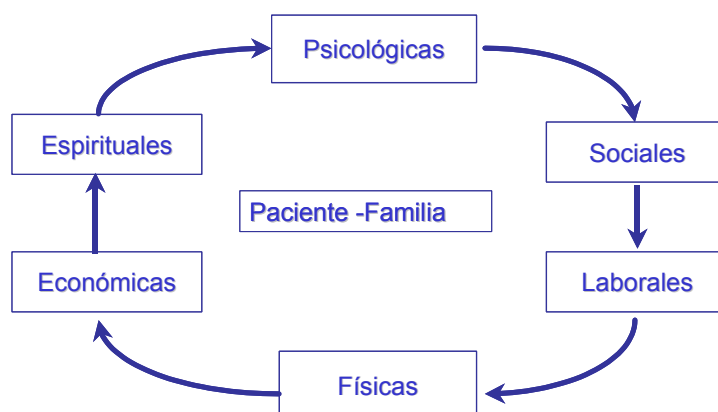 Psicológicas
Espirituales
Sociales
Paciente -Familia
Económicas
Laborales
Físicas